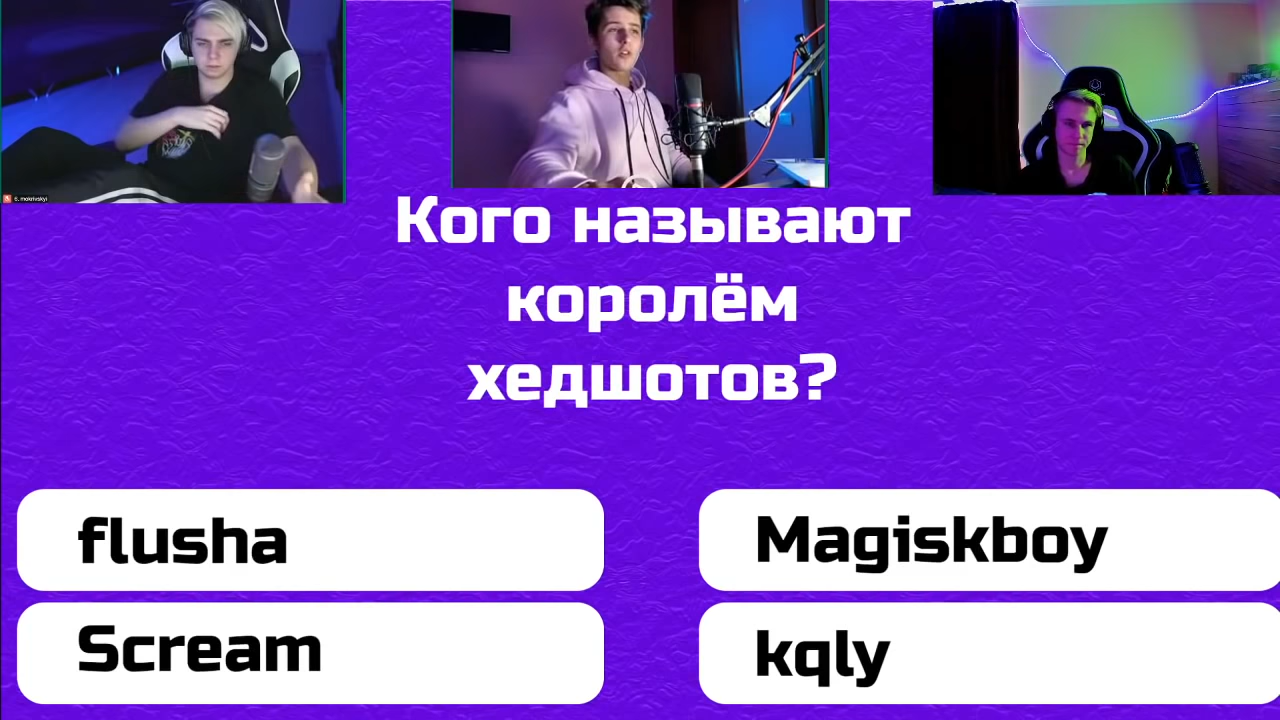 Кого называют
королём
хедшотов?
flusha
Magiskboy
Scream
kqly